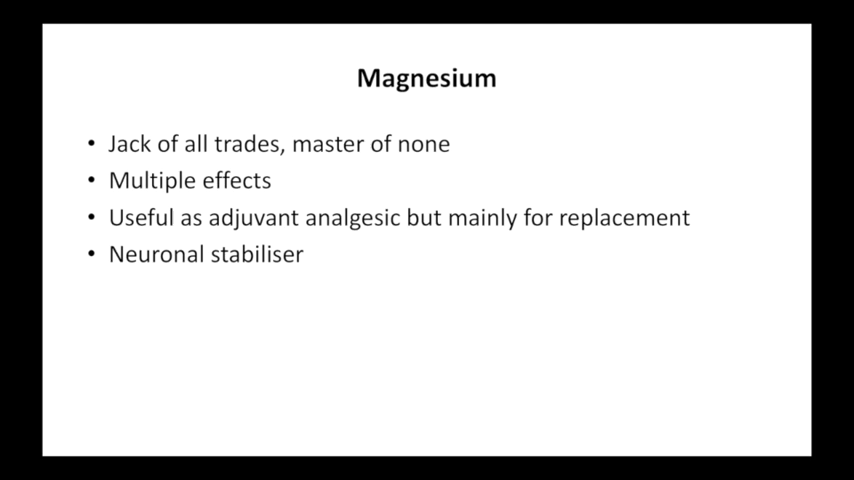 Magnesium
• Jack of all trades, master of none
• Multiple effects
• Useful as adjuvant analgesic but mainly for replacement
• Neuronal stabiliser